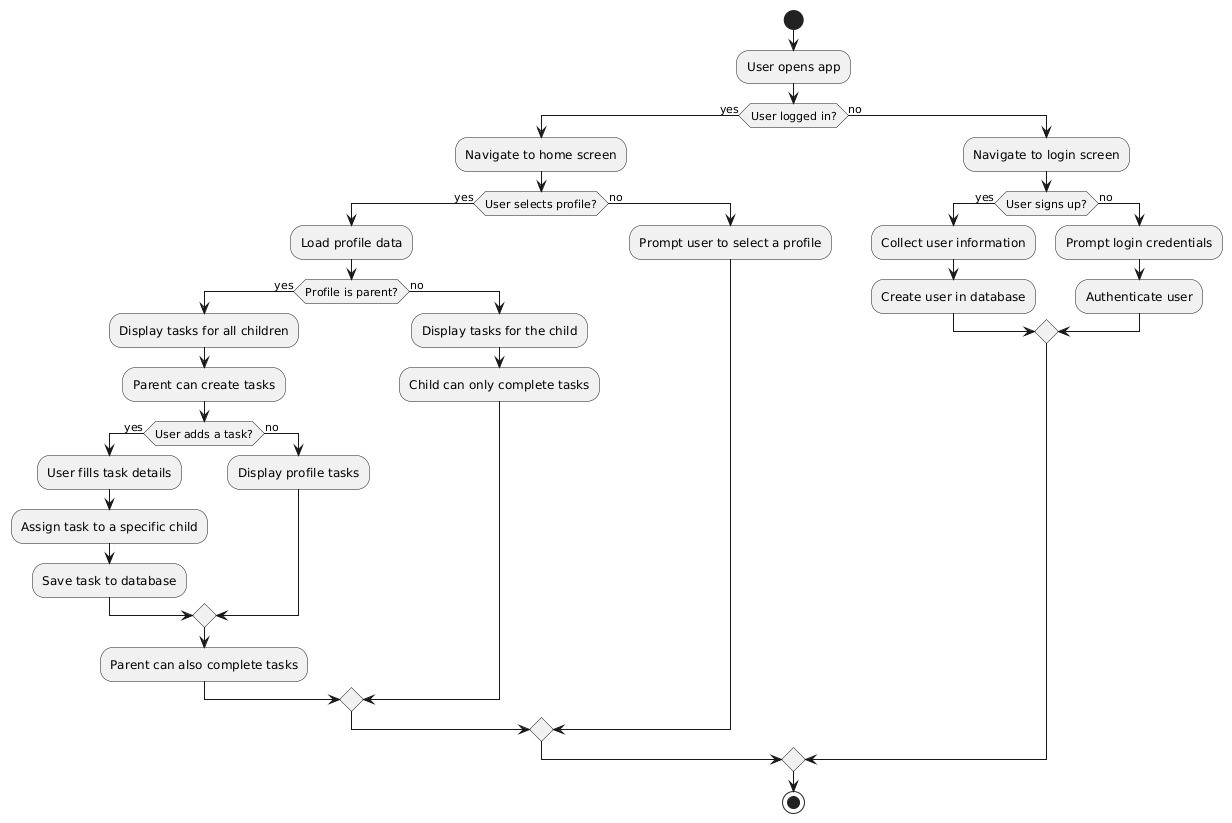 User opens app
yes
User logged in?
no
Navigate to home screen
Navigate to login screen
yes
User selects profile?
no
yes
User signs up?
no
Load profile data
Prompt user to select a profile
Collect user information
Prompt login credentials
yes
Profile is parent?
no
Create user in database
Authenticate user
Display tasks for all children
Display tasks for the child
Parent can create tasks
Child can only complete tasks
yes
User adds a task?
no
User fills task details
Display profile tasks
Assign task to a specific child
Save task to database
Parent can also complete tasks